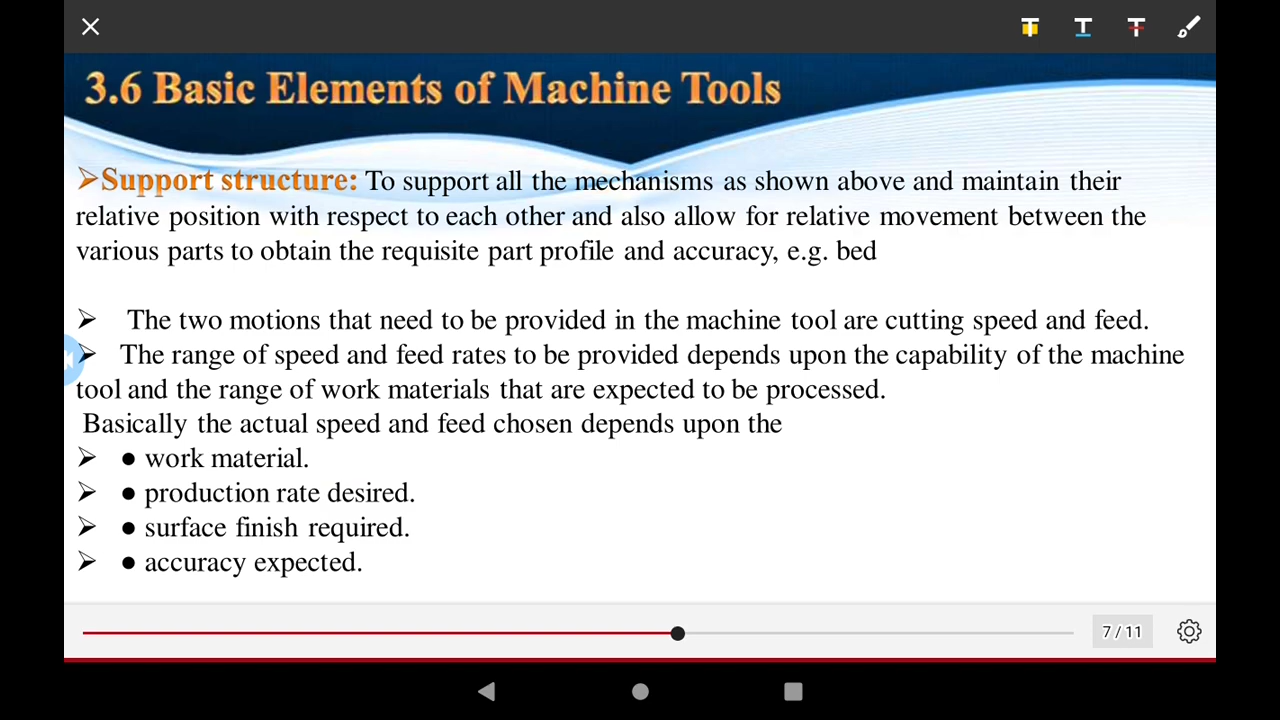 3.6 Basic Elements of Machine Tools
➢Support structure: To support all the mechanisms as shown above and maintain their
relative position with respect to each other and also allow for relative movement between the
various parts to obtain the requisite part profile and accuracy, e.g. bed
➢ The two motions that need to be provided in the machine tool are cutting speed and feed.
➢ The range of speed and feed rates to be provided depends upon the capability of the machine
tool and the range of work materials that are expected to be processed.
Basically the actual speed and feed chosen depends upon the
➢ ● work material.
➢ ● production rate desired.
➢ ● surface finish required.
➢ ● accuracy expected.
7 / 11